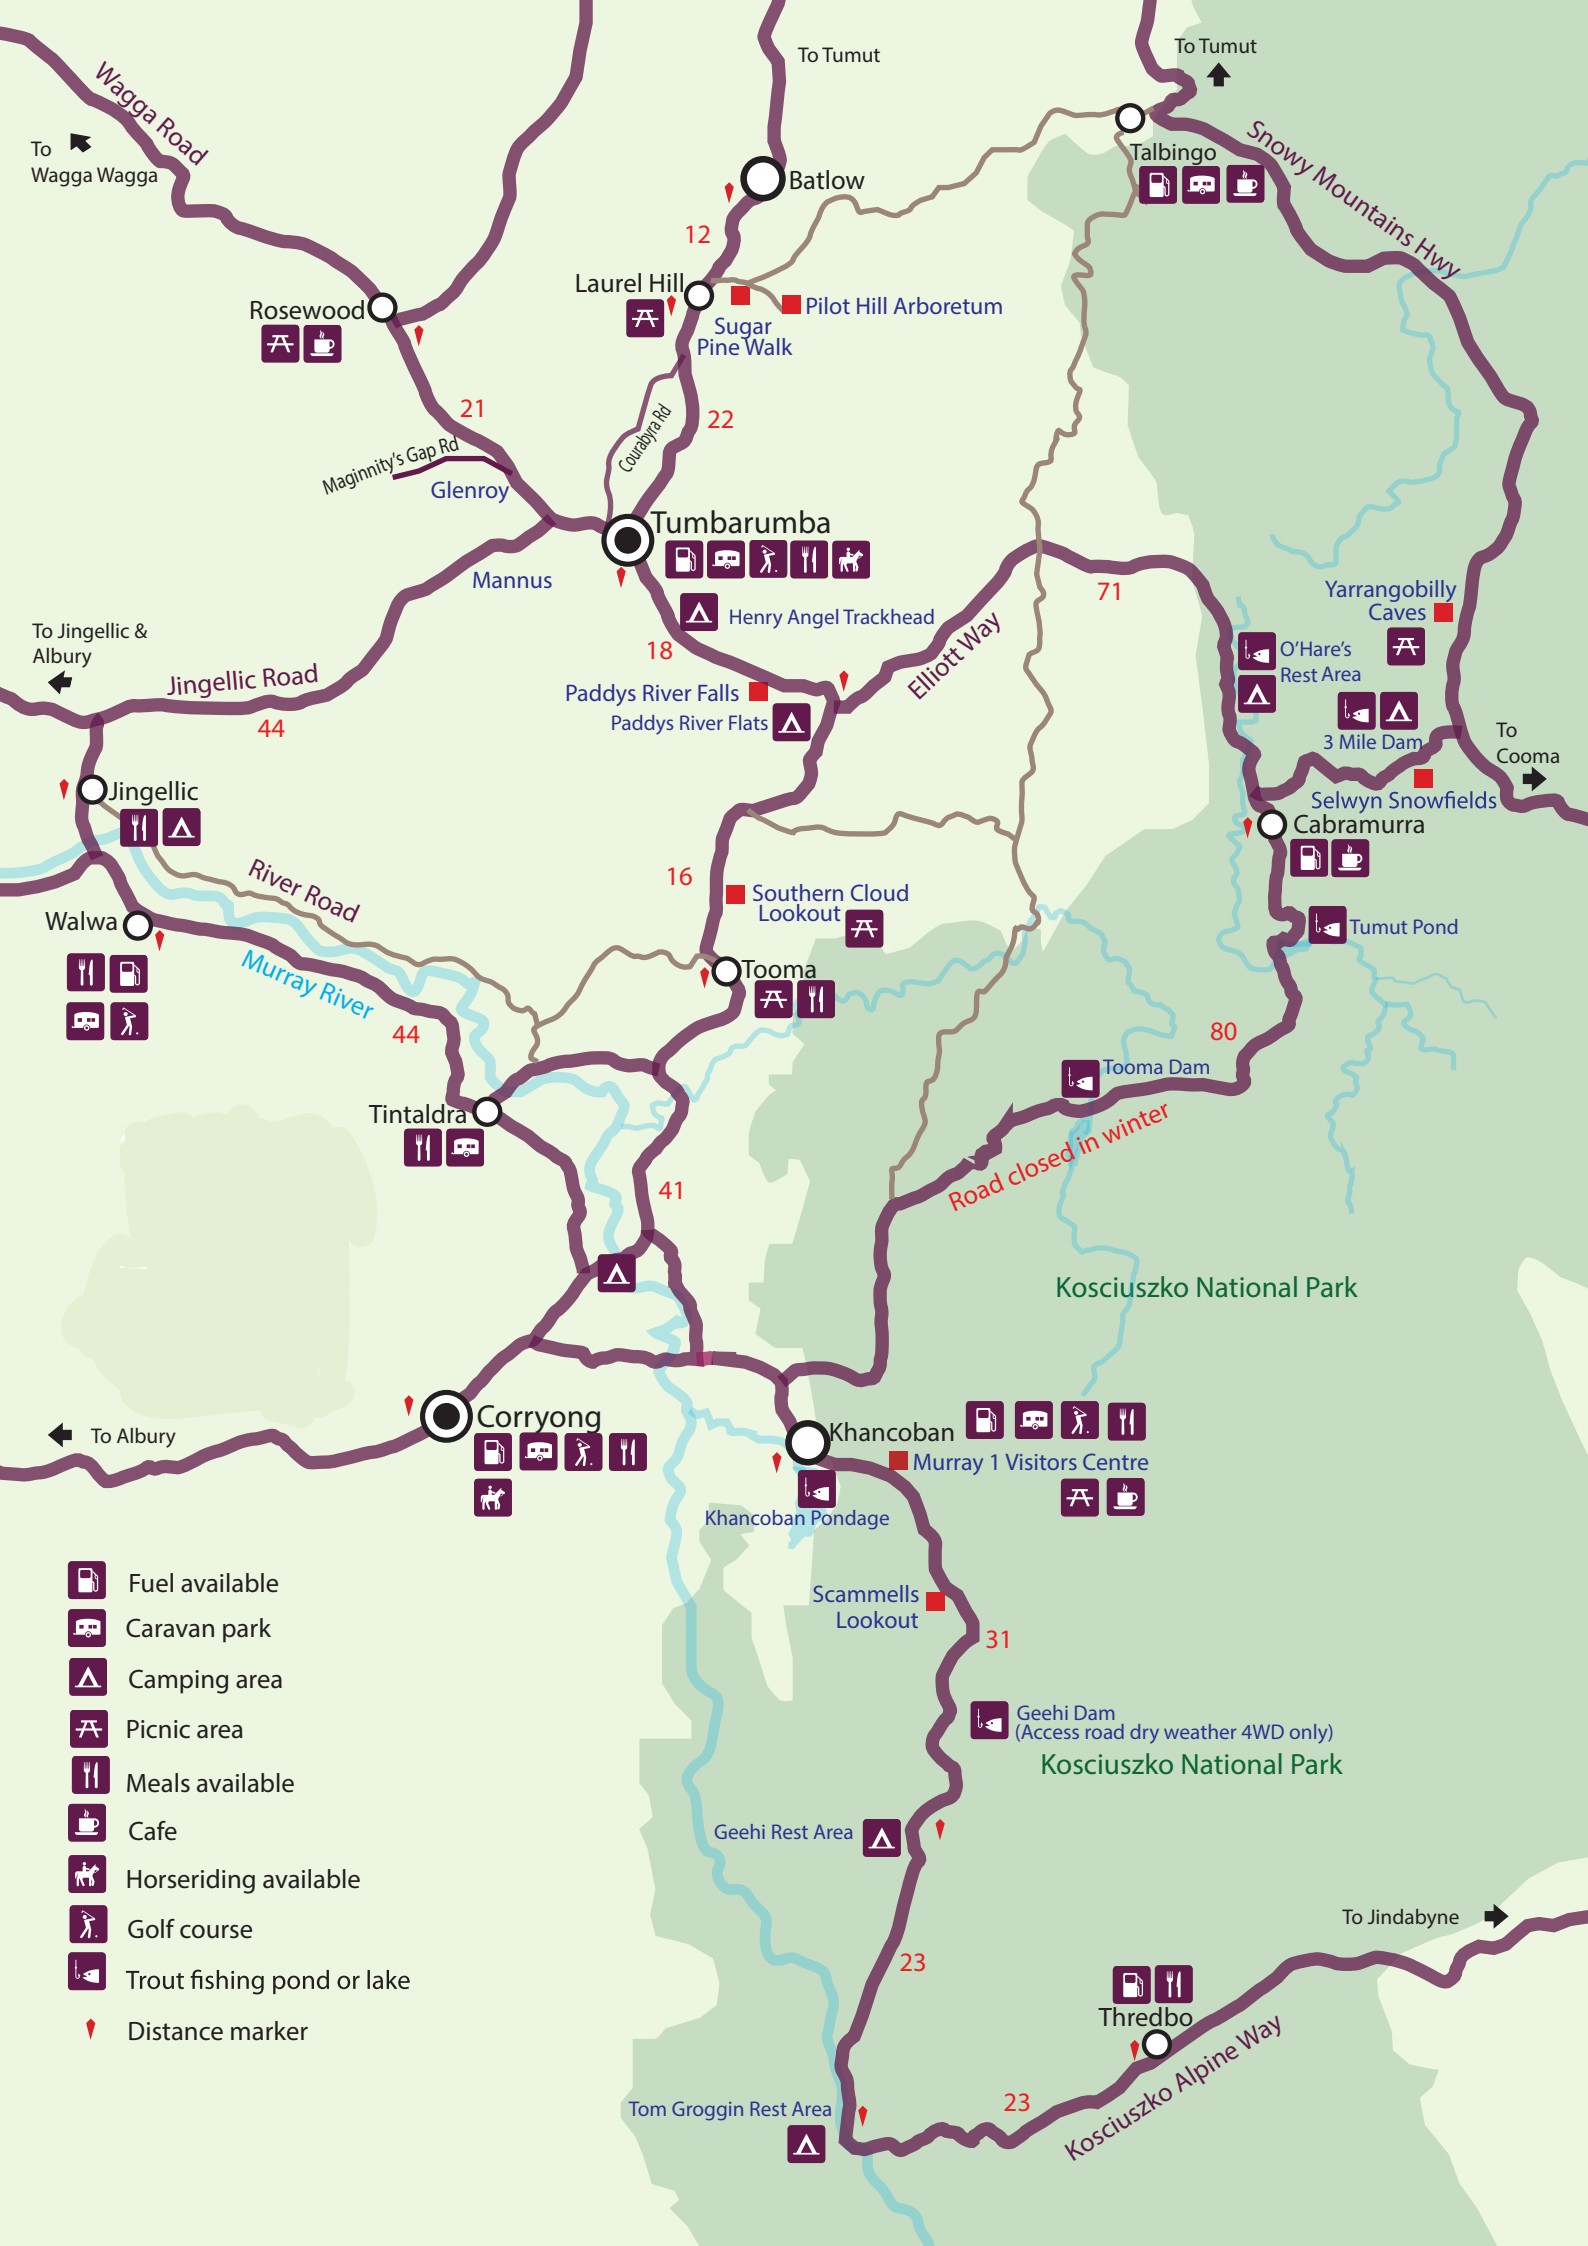 To Tumut
To Tumut
Wagga Road
To
Wagga Wagga
Snowy Mountains Hwy
Talbingo
Batlow
12
Laurel Hill
Rosewood
Pilot Hill Arboretum
Sugar
Pine Walk
21
22
Courabyra Rd
Maginnity's Gap Rd
Glenroy
Tumbarumba
Mannus
71
Yarrangobilly
Caves
Henry Angel Trackhead
To Jingellic &
Albury
18
Elliott Way
O'Hare's
Rest Area
Jingellic Road
44
Paddys River Falls
Paddys River Flats
3 Mile Dam
To
Cooma
Jingellic
Selwyn Snowfields
Cabramurra
16
River Road
Southern Cloud
Lookout
Walwa
Tumut Pond
Murray River
Tooma
44
80
Tooma Dam
Tintaldra
Road closed in winter
41
Kosciuszko National Park
Corryong
To Albury
Khancoban
Murray 1 Visitors Centre
Khancoban Pondage
Fuel available
Scammells
Lookout
Caravan park
31
Camping area
Geehi Dam
(Access road dry weather 4WD only)
Picnic area
Kosciuszko National Park
Meals available
Cafe
Geehi Rest Area
Horseriding available
Golf course
To Jindabyne
23
Trout fishing pond or lake
Thredbo
Distance marker
Kosciuszko Alpine Way
23
Tom Groggin Rest Area